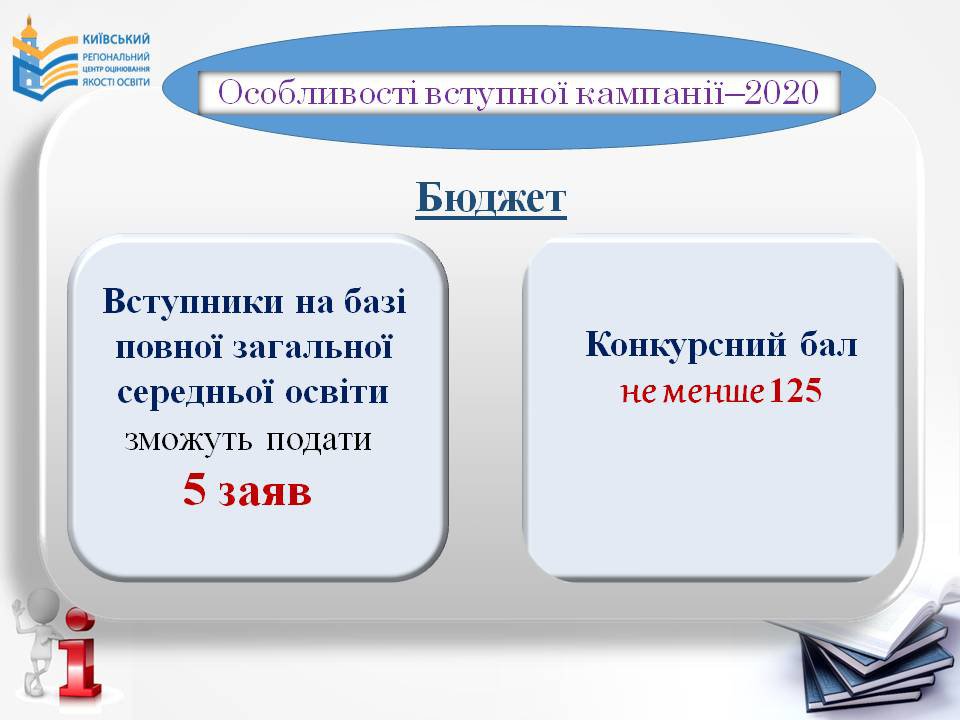 КИЇВСЬКИЙ
РЕГІОНАЛЬНИЙ
ЦЕНТР ОЦІНЮВАННЯ
ЯКОСТІ ОСВІТИ
Особливості вступної кампанії–2020
Бюджет
Вступники на базі
повної загальної
середньої освіти
зможуть подати
5 заяв
Конкурсний бал
не менше 125